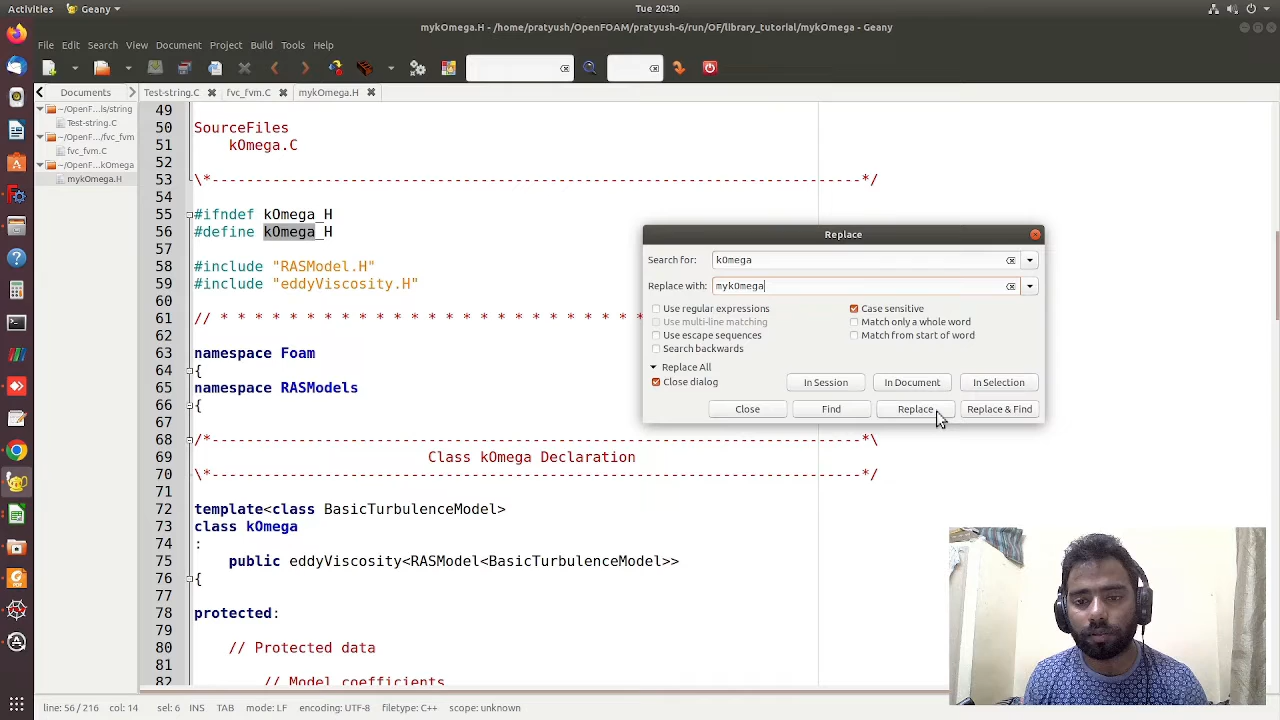 Activities
Geany
Tue 20:30
mykOmega.H - /home/pratyush/OpenFOAM/pratyush-6/run/OF/library_tutorial/mykOmega - Geany
File Edit Search View Document Project Build Tools Help
Documents
Test-string.C
fvc_fvm.C
mykOmega.H
~/OpenF...ls/string
Test-string.C
~/OpenF.../fvc_fvm
fvc_fvm.C
~/OpenF...kOmega
mykOmega.H
49
50 SourceFiles
51 kOmega.C
52
53 \*---------------------------------------------------------------------------*/
54
55 #ifndef kOmega_H
56 #define kOmega_H
57
58 #include "RASModel.H"
59 #include "eddyViscosity.H"
60
61 // * * * * * * * * * * * * * * * * * * * * * * * * *
62
63 namespace Foam
64 {
65 namespace RASModels
66 {
67
68 /*---------------------------------------------------------------------------*\
69 Class kOmega Declaration
70 \*---------------------------------------------------------------------------*/
71
72 template<class BasicTurbulenceModel>
73 class kOmega
74 :
75 public eddyViscosity<RASModel<BasicTurbulenceModel>>
76 {
77
78 protected:
79
80 // Protected data
81
82 // Model coefficients
Replace
Search for: kOmega
Replace with: mykOmega
Use regular expressions
Case sensitive
Use multi-line matching
Match only a whole word
Use escape sequences
Match from start of word
Search backwards
Replace All
Close dialog
In Session
In Document
In Selection
Close
Find
Replace
Replace & Find
line: 56 / 216 col: 14 sel: 6 INS TAB mode: LF encoding: UTF-8 filetype: C++ scope: unknown